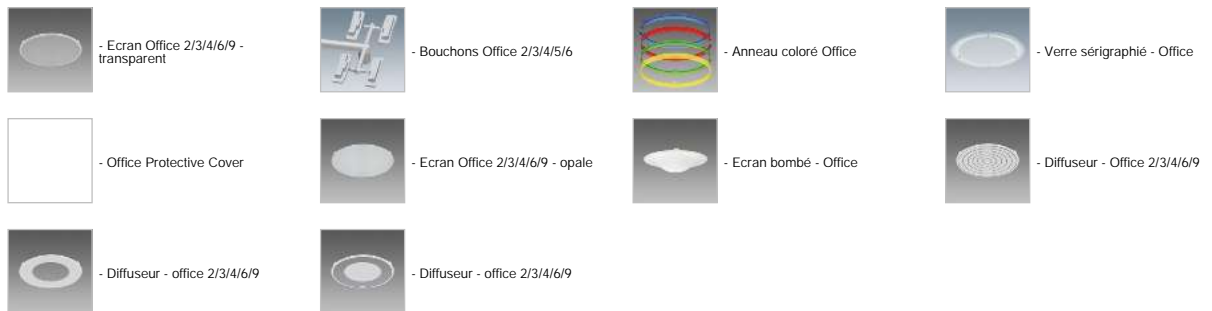 - Ecran Office 2/3/4/6/9 -
transparent
- Bouchons Office 2/3/4/5/6
- Anneau coloré Office
- Verre sérigraphié - Office
- Office Protective Cover
- Ecran Office 2/3/4/6/9 - opale
- Ecran bombé - Office
- Diffuseur - Office 2/3/4/6/9
- Diffuseur - office 2/3/4/6/9
- Diffuseur - office 2/3/4/6/9